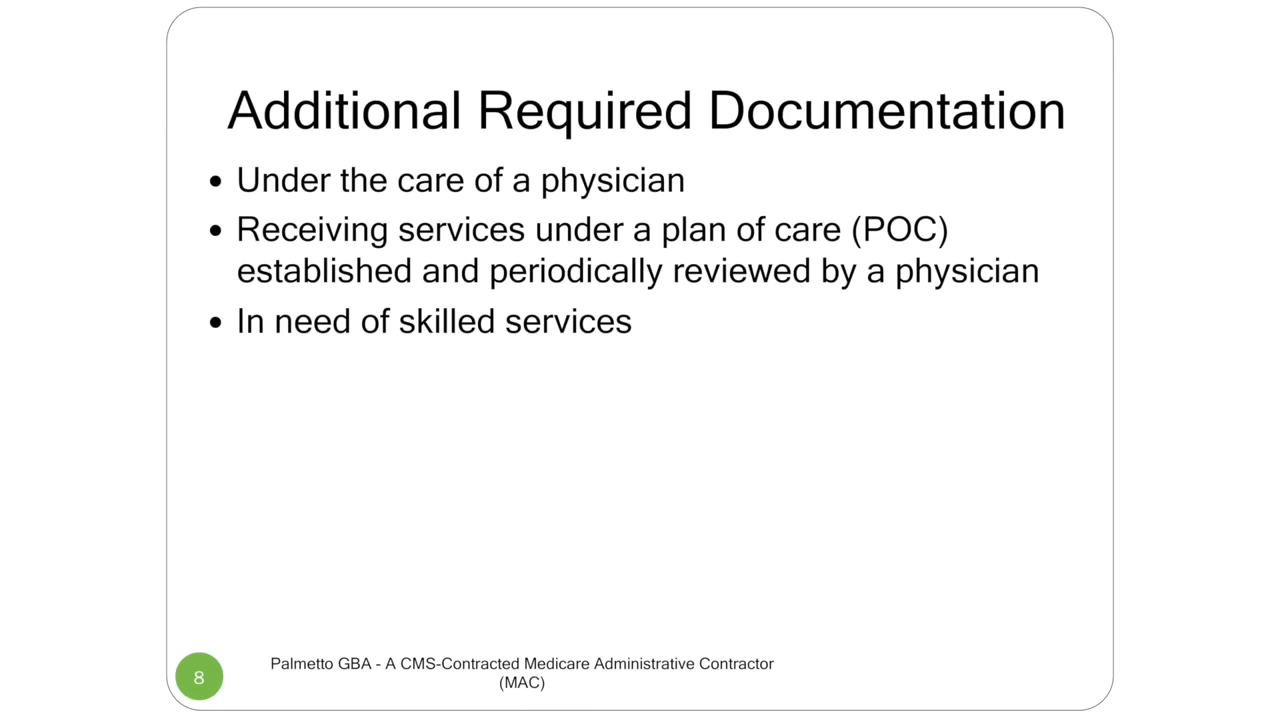 Additional Required Documentation
• Under the care of a physician
• Receiving services under a plan of care (POC)
established and periodically reviewed by a physician
• In need of skilled services
8
Palmetto GBA - A CMS-Contracted Medicare Administrative Contractor
(MAC)